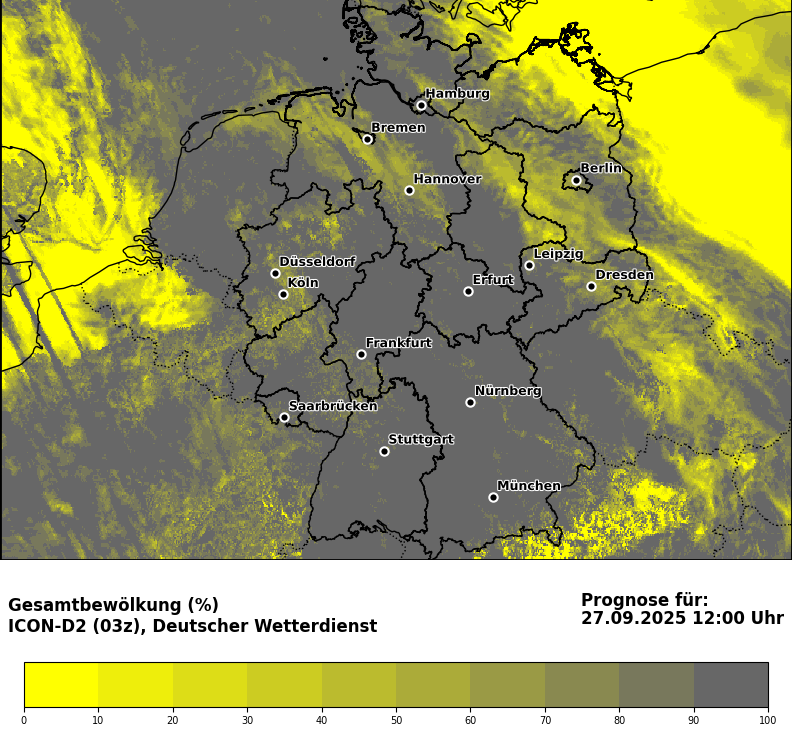 Hamburg
Bremen
Berlin
Hannover
Leipzig
Düsseldorf
Dresden
Erfurt
Köln
Frankfurt
Nürnberg
Saarbrücken
Stuttgart
München
Gesamtbewölkung (%)
ICON-D2 (03z), Deutscher Wetterdienst
Prognose für:
27.09.2025 12:00 Uhr
0 10 20 30 40 50 60 70 80 90 100